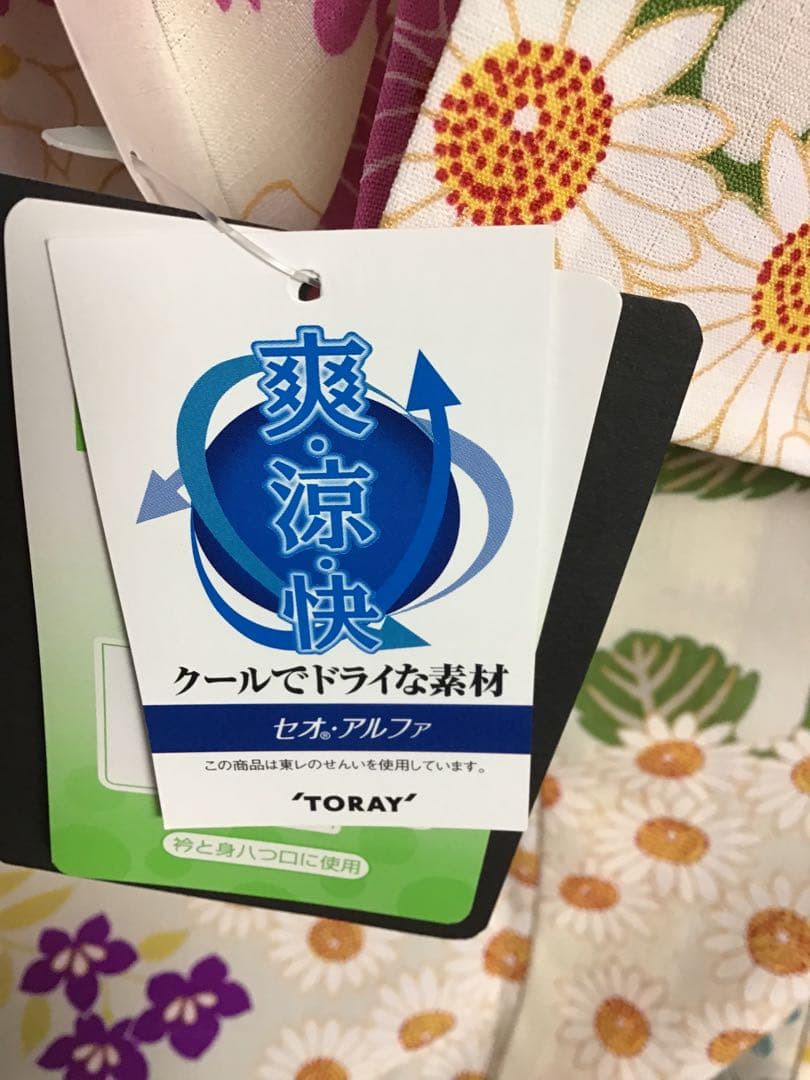 爽・涼・快
クールでドライな素材
セオ®・アルファ
この商品は東レのせんいを使用しています。
'TORAY'
衿と身八つ口に使用